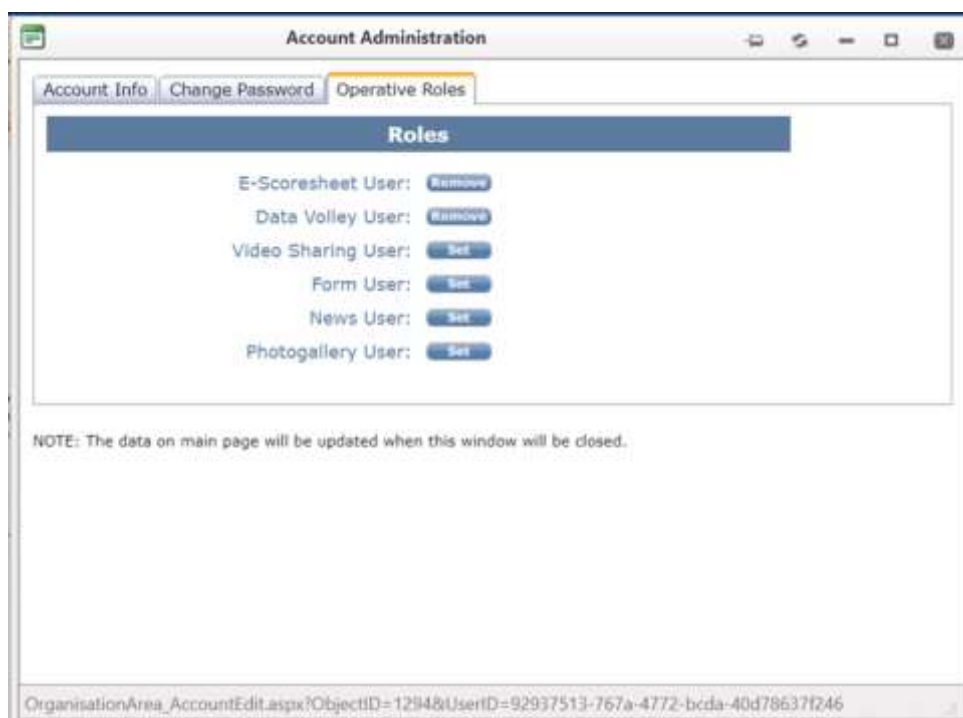 Account Administration
Account Info Change Password Operative Roles
Roles
E-Scoresheet User: Remove
Data Volley User: Remove
Video Sharing User: Set
Form User: Set
News User: Set
Photogallery User: Set
NOTE: The data on main page will be updated when this window will be closed.
OrganisationArea_AccountEdit.aspx?ObjectID=1294&UserID=92937513-767a-4772-bcda-40d78637f246